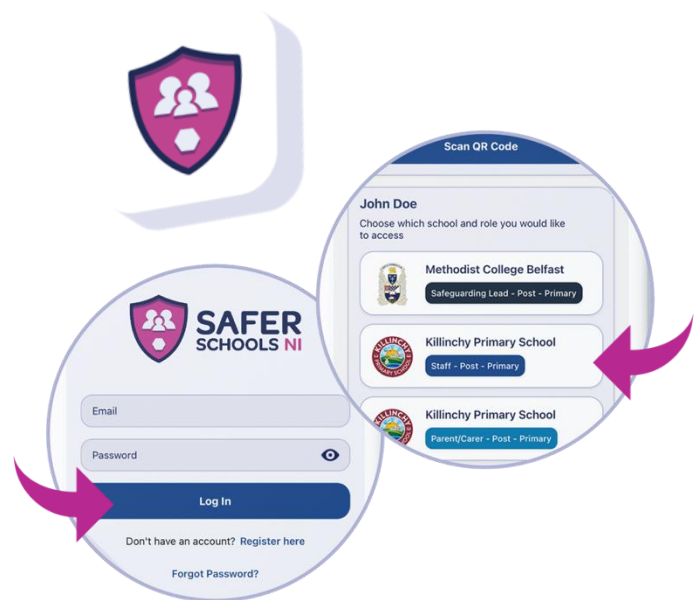 Scan QR Code
John Doe
Choose which school and role you would like
to access
Methodist College Belfast
Safeguarding Lead - Post - Primary
Killinchy Primary School
Staff - Post - Primary
Killinchy Primary School
Parent/Carer - Post - Primary
SAFER
SCHOOLS NI
Email
Password
Log In
Don't have an account? Register here
Forgot Password?